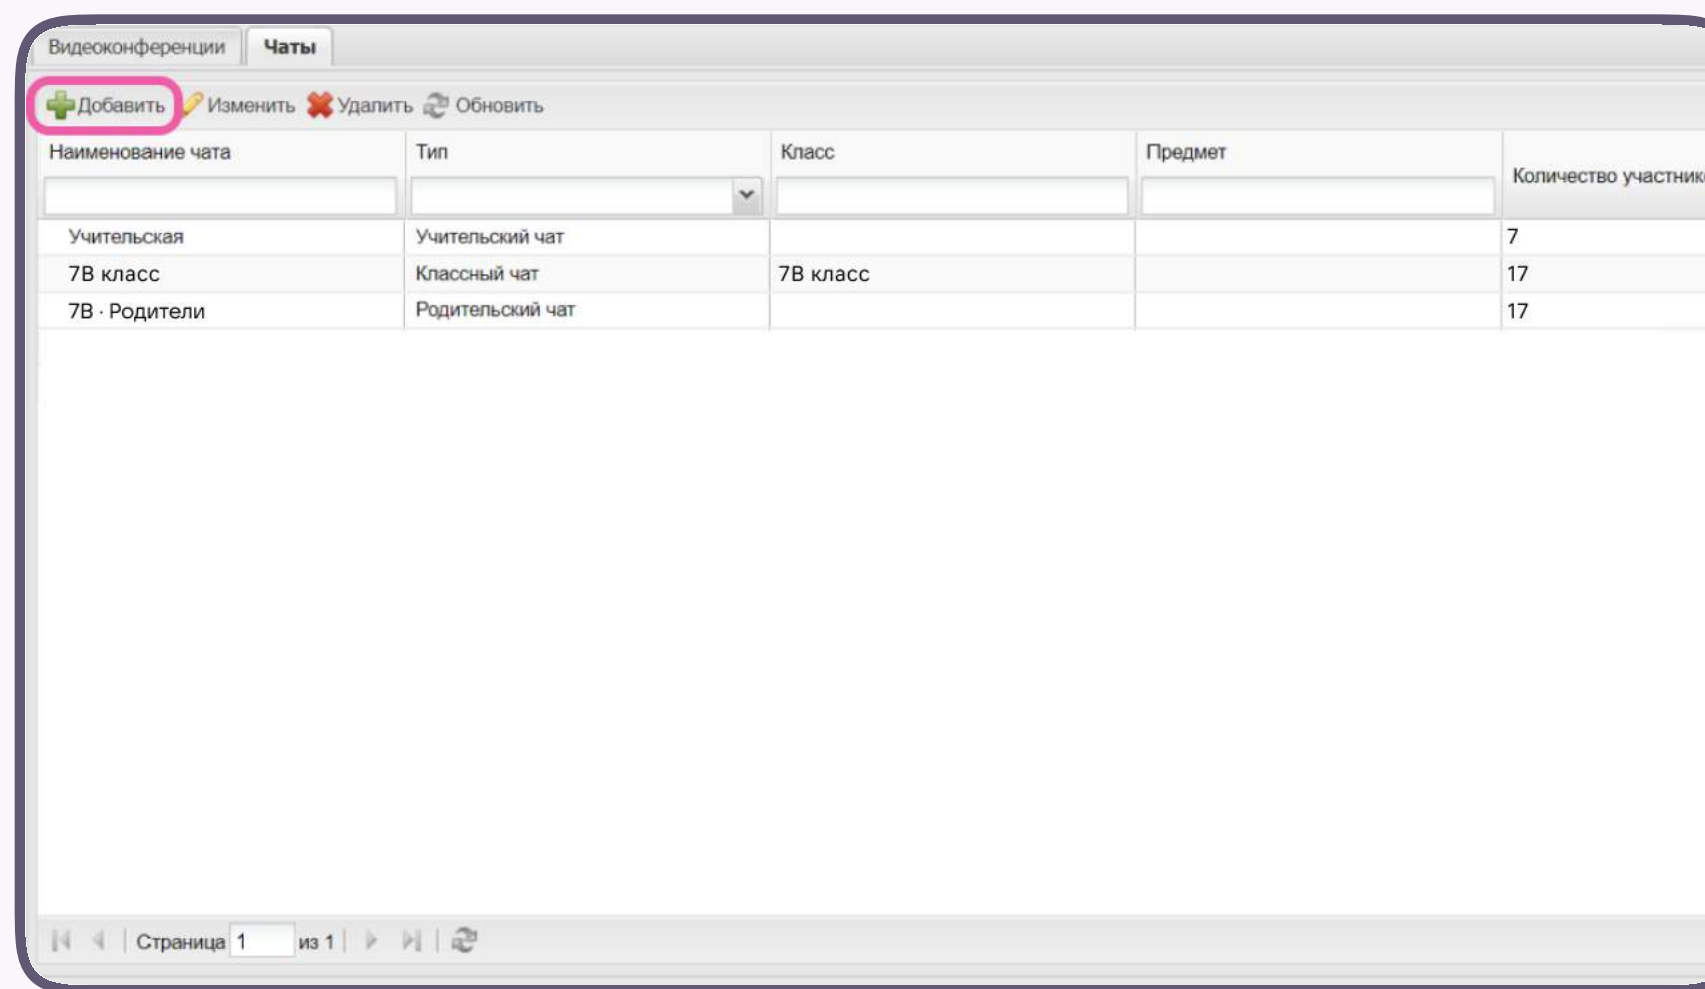 Видеоконференции Чаты
Добавить Изменить Удалить Обновить
Наименование чата Тип Класс Предмет
Количество участник
Учительская Учительский чат 7
7В класс Классный чат 7В класс 17
7В · Родители Родительский чат 17
Страница 1 из 1